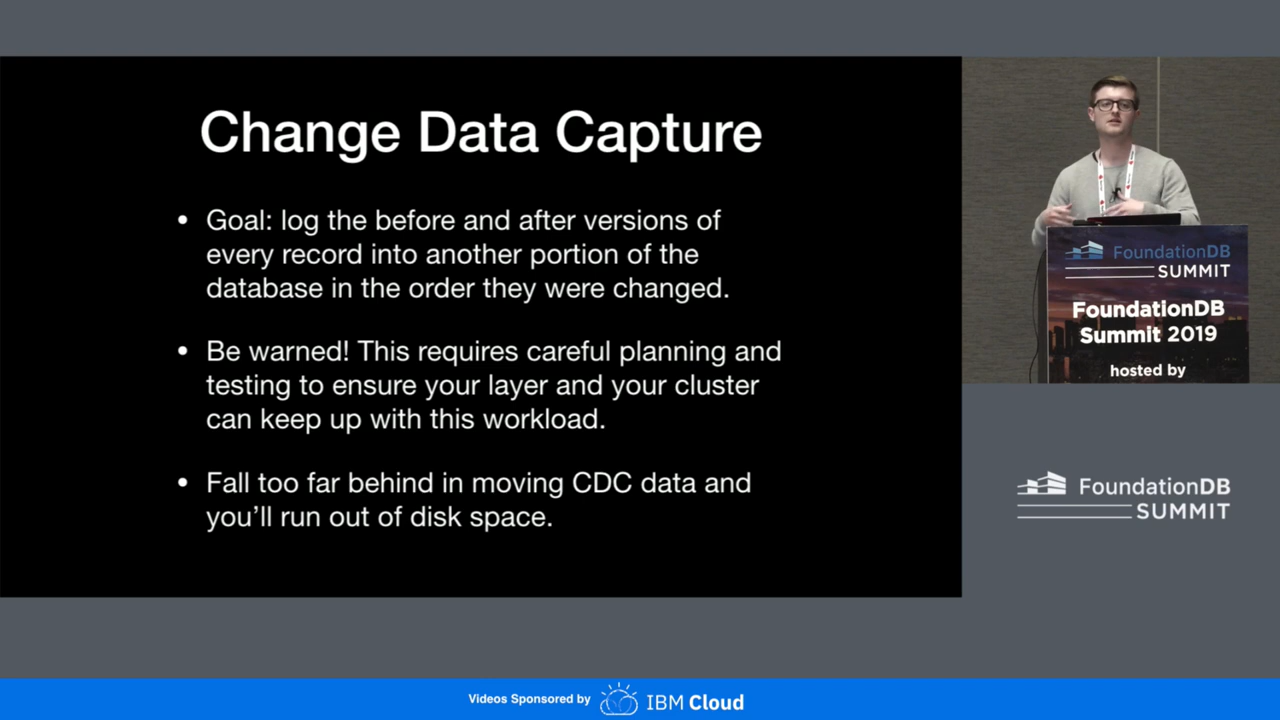 Change Data Capture
• Goal: log the before and after versions of
every record into another portion of the
database in the order they were changed.
• Be warned! This requires careful planning and
testing to ensure your layer and your cluster
can keep up with this workload.
• Fall too far behind in moving CDC data and
you'll run out of disk space.
FoundationDB
SUMMIT
FoundationDB
Summit 2019
hosted by
FoundationDB
SUMMIT
Videos Sponsored by IBM Cloud